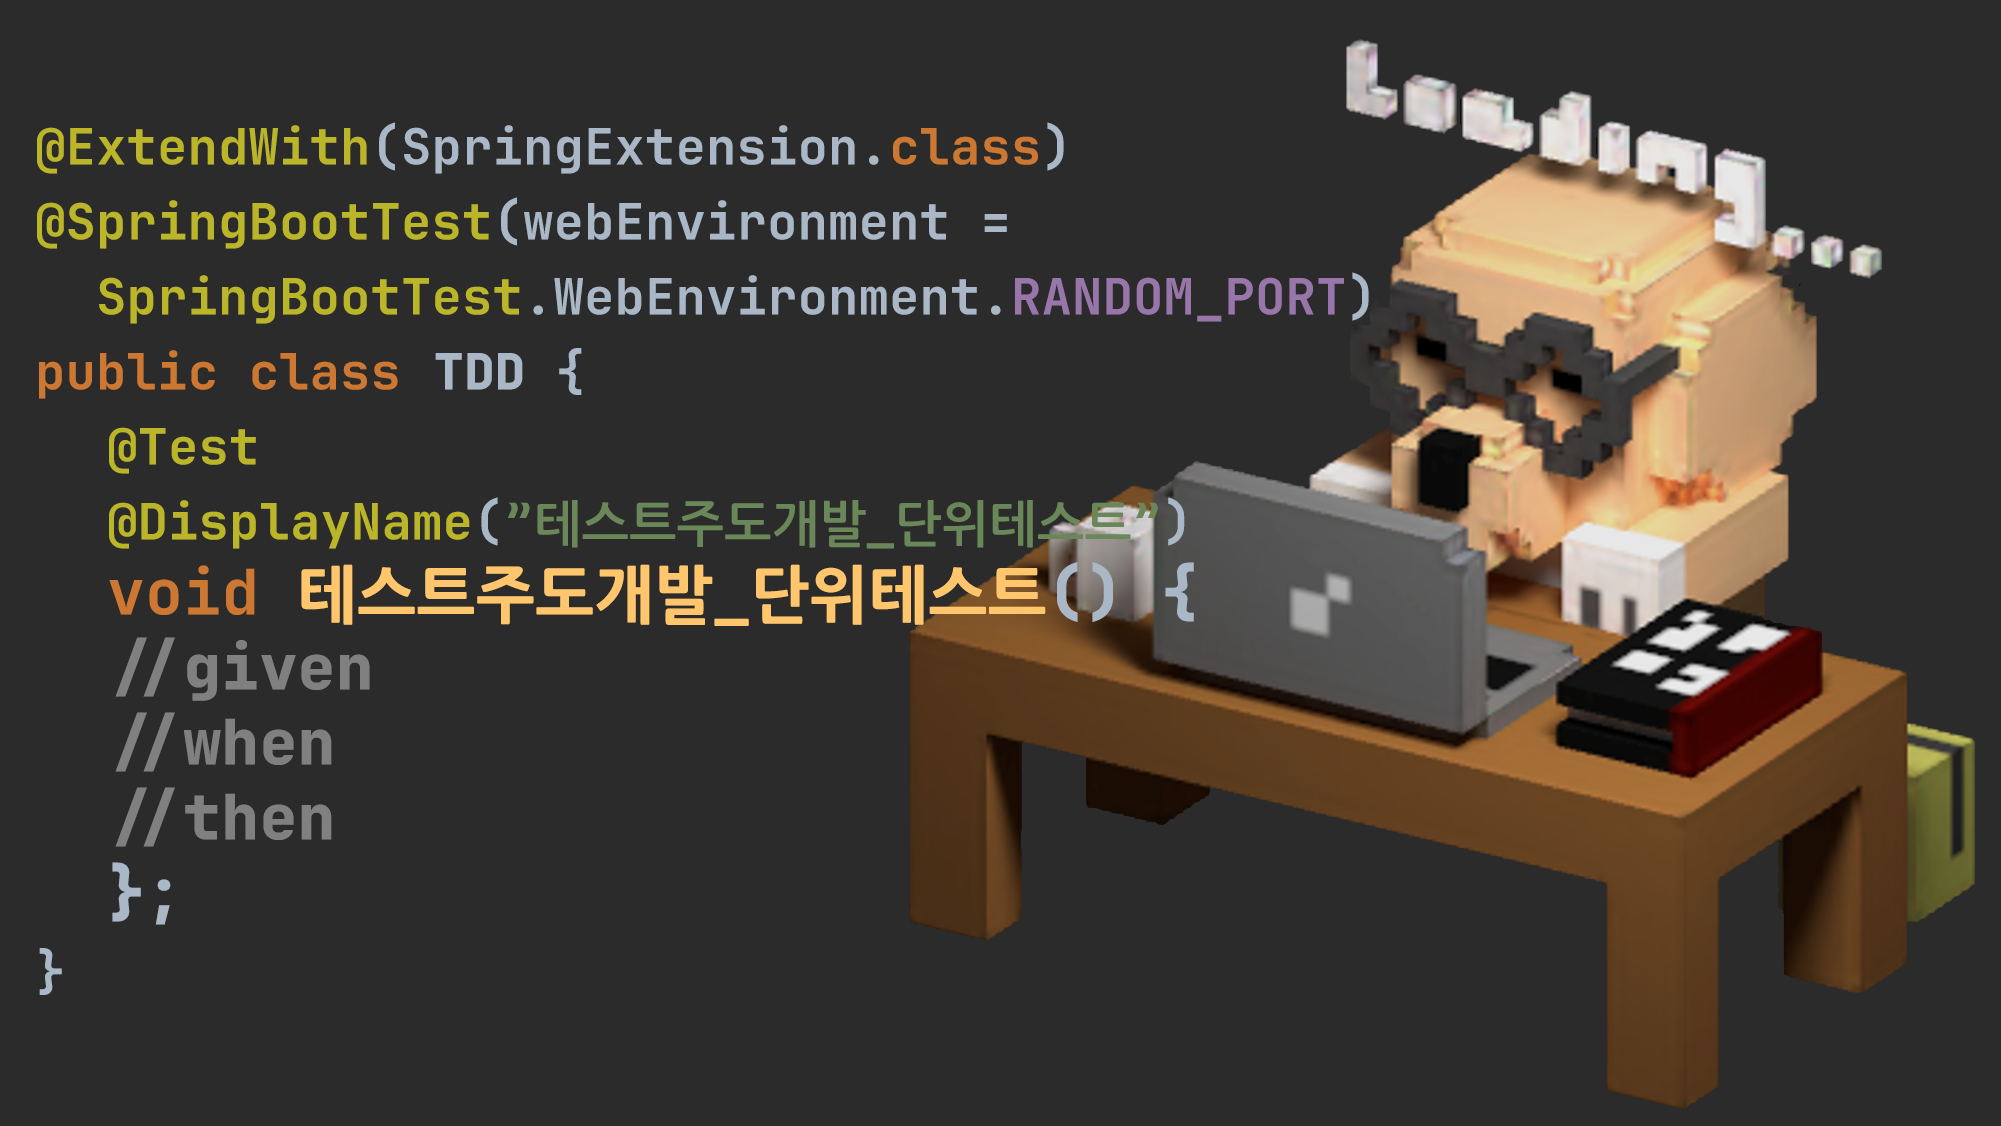 Loading...
@ExtendWith(SpringExtension.class)
@SpringBootTest(webEnvironment =
SpringBootTest.WebEnvironment.RANDOM_PORT)
public class TDD {
@Test
@DisplayName(”테스트주도개발_단위테스트”)
void 테스트주도개발_단위테스트() {
//given
//when
//then
};
}